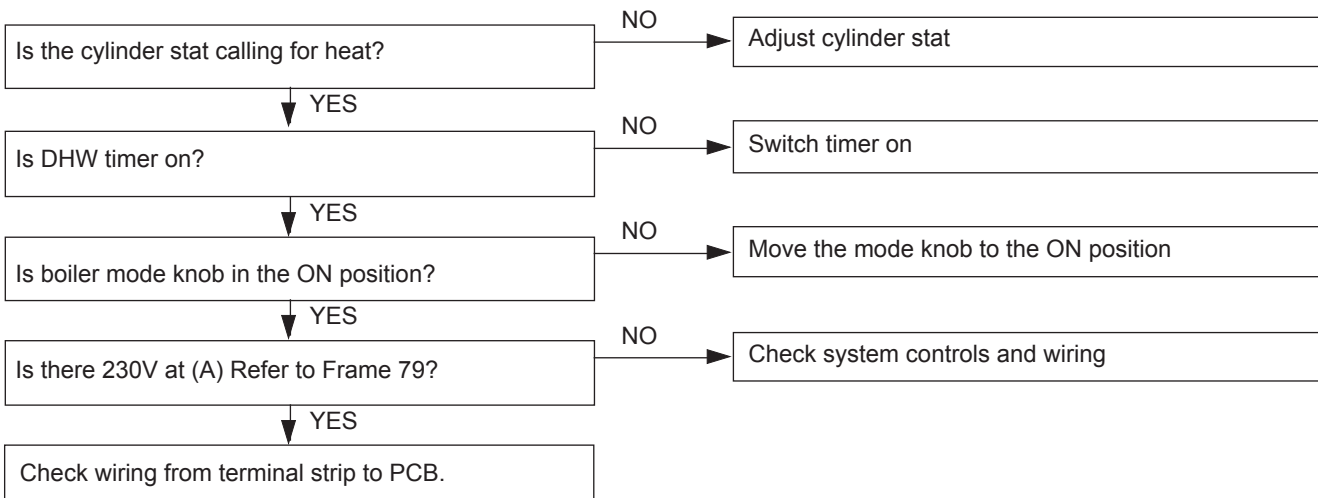 Is the cylinder stat calling for heat?
NO
Adjust cylinder stat
YES
Is DHW timer on?
NO
Switch timer on
YES
Is boiler mode knob in the ON position?
NO
Move the mode knob to the ON position
YES
Is there 230V at (A) Refer to Frame 79?
NO
Check system controls and wiring
YES
Check wiring from terminal strip to PCB.